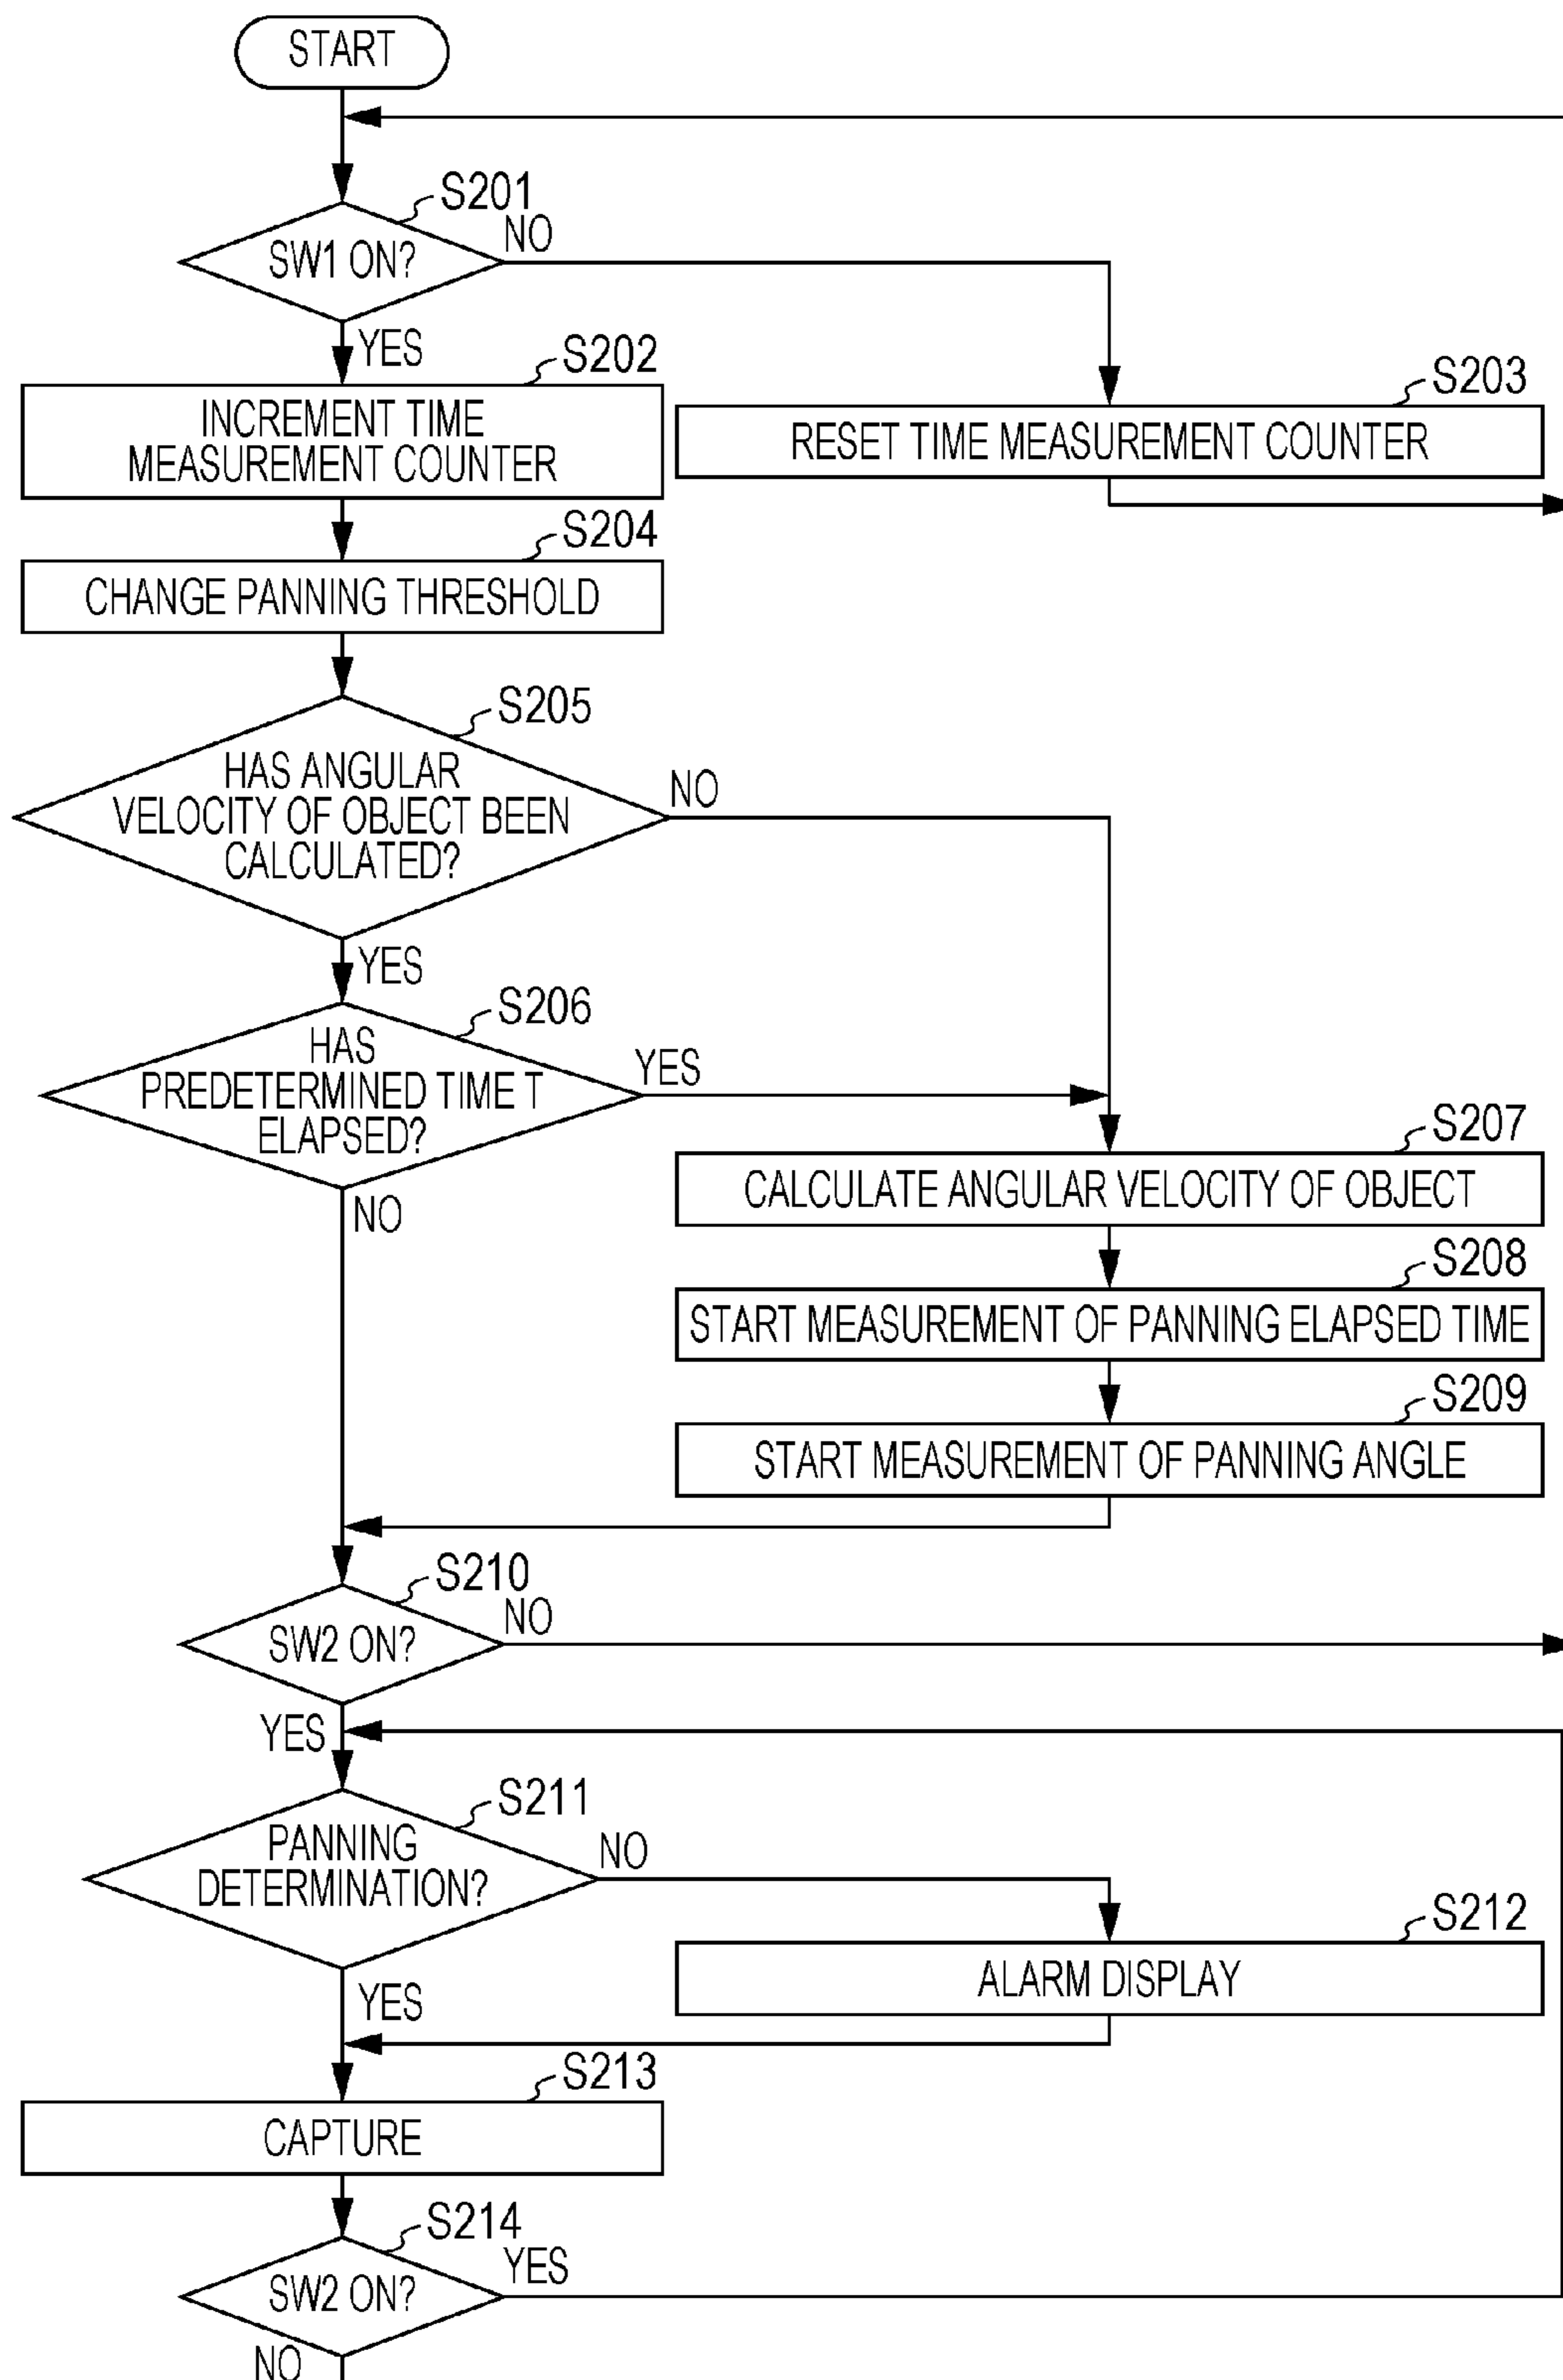 START
S201
SW1 ON?
NO
YES
S202
INCREMENT TIME
MEASUREMENT COUNTER
S203
RESET TIME MEASUREMENT COUNTER
S204
CHANGE PANNING THRESHOLD
S205
HAS ANGULAR
VELOCITY OF OBJECT BEEN
CALCULATED?
NO
YES
S206
HAS
PREDETERMINED TIME T
ELAPSED?
YES
NO
S207
CALCULATE ANGULAR VELOCITY OF OBJECT
S208
START MEASUREMENT OF PANNING ELAPSED TIME
S209
START MEASUREMENT OF PANNING ANGLE
S210
SW2 ON?
NO
YES
S211
PANNING
DETERMINATION?
NO
YES
S212
ALARM DISPLAY
S213
CAPTURE
S214
SW2 ON?
YES
NO